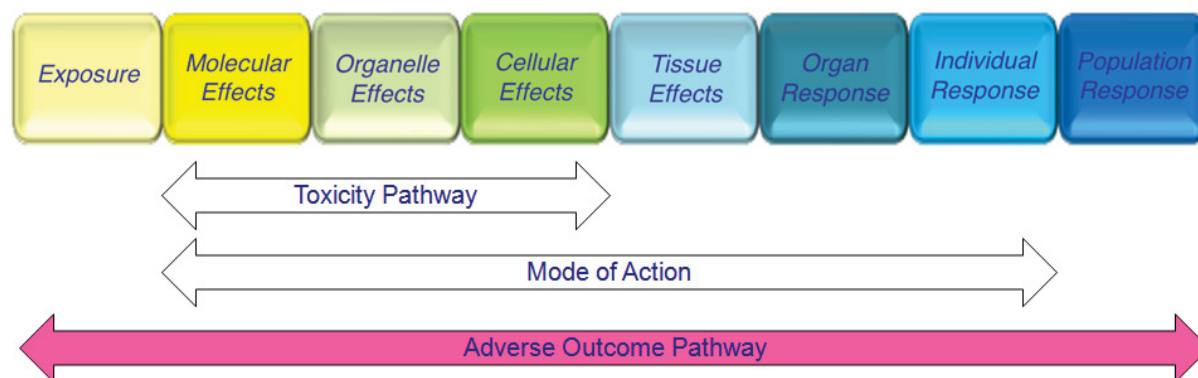 Exposure
Molecular
Effects
Organelle
Effects
Cellular
Effects
Tissue
Effects
Organ
Response
Individual
Response
Population
Response
Toxicity Pathway
Mode of Action
Adverse Outcome Pathway